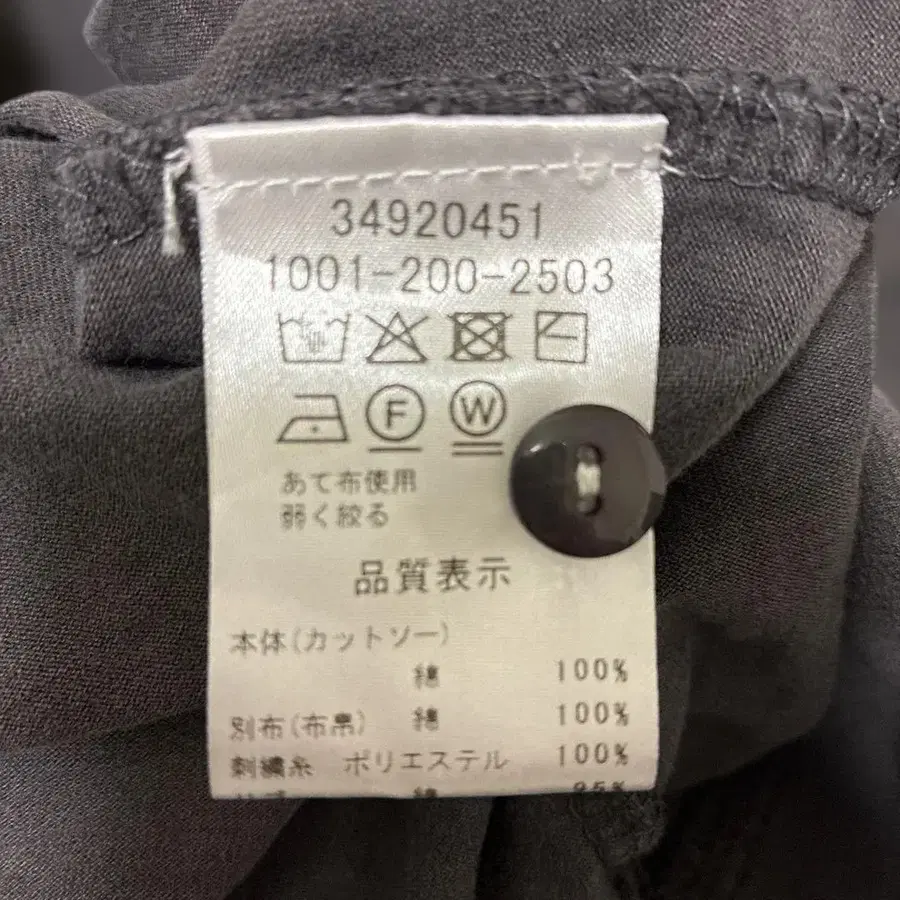 34920451
1001-200-2503
F W
あて布使用
弱く絞る
品質表示
本体(カットソー)
綿 100%
別布(布帛) 綿 100%
刺繍糸 ポリエステル 100%
綿 95%